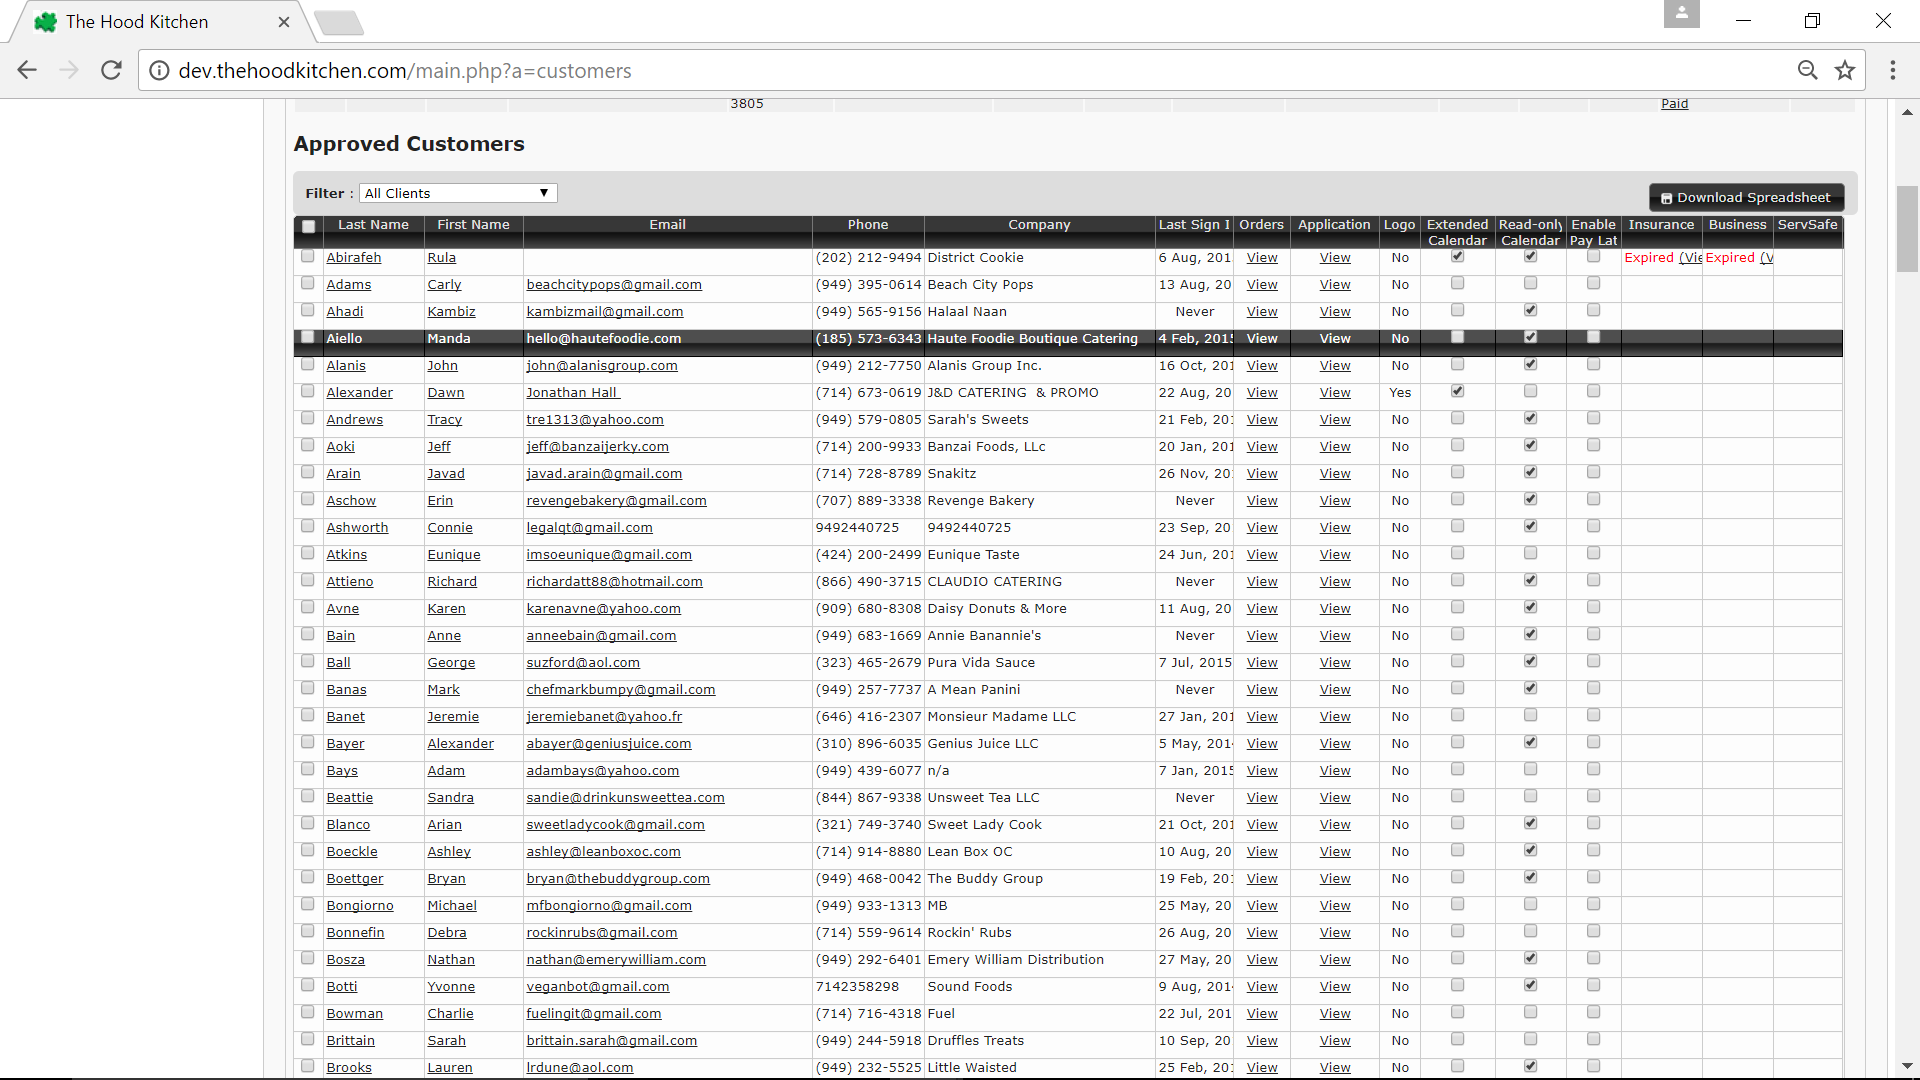 The Hood Kitchen
dev.thehoodkitchen.com/main.php?a=customers
3805 Paid
Approved Customers
Filter : All Clients
Download Spreadsheet
Last Name First Name Email Phone Company Last Sign I Orders Application Logo Extended Calendar Read-only Calendar Enable Pay Lat Insurance Business ServSafe
Abirafeh Rula (202) 212-9494 District Cookie 6 Aug, 201 View View No Expired (Vie Expired (V
Adams Carly beachcitypops@gmail.com (949) 395-0614 Beach City Pops 13 Aug, 20 View View No
Ahadi Kambiz kambizmail@gmail.com (949) 565-9156 Halaal Naan Never View View No
Aiello Manda hello@hautefoodie.com (185) 573-6343 Haute Foodie Boutique Catering 4 Feb, 2015 View View No
Alanis John john@alanisgroup.com (949) 212-7750 Alanis Group Inc. 16 Oct, 201 View View No
Alexander Dawn Jonathan Hall (714) 673-0619 J&D CATERING & PROMO 22 Aug, 20 View View Yes
Andrews Tracy tre1313@yahoo.com (949) 579-0805 Sarah's Sweets 21 Feb, 201 View View No
Aoki Jeff jeff@banzaijerky.com (714) 200-9933 Banzai Foods, LLc 20 Jan, 201 View View No
Arain Javad javad.arain@gmail.com (714) 728-8789 Snakitz 26 Nov, 20 View View No
Aschow Erin revengebakery@gmail.com (707) 889-3338 Revenge Bakery Never View View No
Ashworth Connie legalqt@gmail.com 9492440725 9492440725 23 Sep, 20 View View No
Atkins Eunique imsoeunique@gmail.com (424) 200-2499 Eunique Taste 24 Jun, 201 View View No
Attieno Richard richardatt88@hotmail.com (866) 490-3715 CLAUDIO CATERING Never View View No
Avne Karen karenavne@yahoo.com (909) 680-8308 Daisy Donuts & More 11 Aug, 20 View View No
Bain Anne anneebain@gmail.com (949) 683-1669 Annie Banannie's Never View View No
Ball George suzford@aol.com (323) 465-2679 Pura Vida Sauce 7 Jul, 2015 View View No
Banas Mark chefmarkbumpy@gmail.com (949) 257-7737 A Mean Panini Never View View No
Banet Jeremie jeremiebanet@yahoo.fr (646) 416-2307 Monsieur Madame LLC 27 Jan, 201 View View No
Bayer Alexander abayer@geniusjuice.com (310) 896-6035 Genius Juice LLC 5 May, 201 View View No
Bays Adam adambays@yahoo.com (949) 439-6077 n/a 7 Jan, 2015 View View No
Beattie Sandra sandie@drinkunsweettea.com (844) 867-9338 Unsweet Tea LLC Never View View No
Blanco Arian sweetladycook@gmail.com (321) 749-3740 Sweet Lady Cook 21 Oct, 201 View View No
Boeckle Ashley ashley@leanboxoc.com (714) 914-8880 Lean Box OC 10 Aug, 20 View View No
Boettger Bryan bryan@thebuddygroup.com (949) 468-0042 The Buddy Group 19 Feb, 201 View View No
Bongiorno Michael mfbongiorno@gmail.com (949) 933-1313 MB 25 May, 20 View View No
Bonnefin Debra rockinrubs@gmail.com (714) 559-9614 Rockin' Rubs 26 Aug, 20 View View No
Bosza Nathan nathan@emerywilliam.com (949) 292-6401 Emery William Distribution 27 May, 20 View View No
Botti Yvonne veganbot@gmail.com 7142358298 Sound Foods 9 Aug, 201 View View No
Bowman Charlie fuelingit@gmail.com (714) 716-4318 Fuel 22 Jul, 201 View View No
Brittain Sarah brittain.sarah@gmail.com (949) 244-5918 Druffles Treats 10 Sep, 20 View View No
Brooks Lauren lrdune@aol.com (949) 232-5525 Little Waisted 25 Feb, 201 View View No